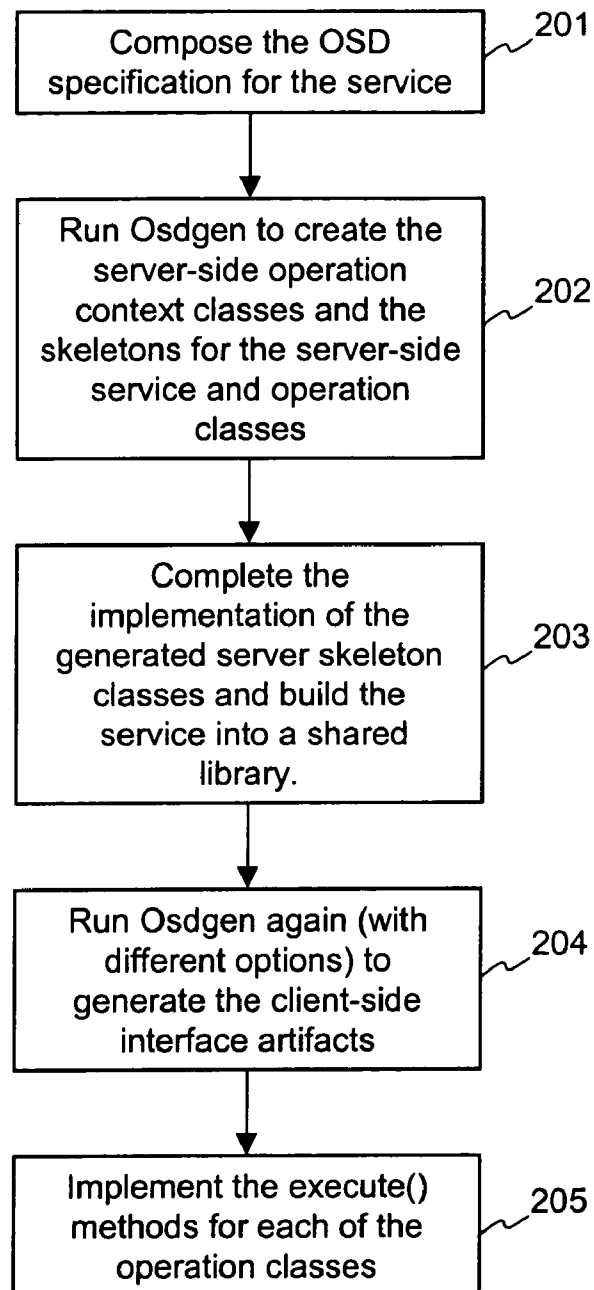 Compose the OSD
specification for the service
201
Run Osdgen to create the
server-side operation
context classes and the
skeletons for the server-side
service and operation
classes
202
Complete the
implementation of the
generated server skeleton
classes and build the
service into a shared
library.
203
Run Osdgen again (with
different options) to
generate the client-side
interface artifacts
204
Implement the execute()
methods for each of the
operation classes
205